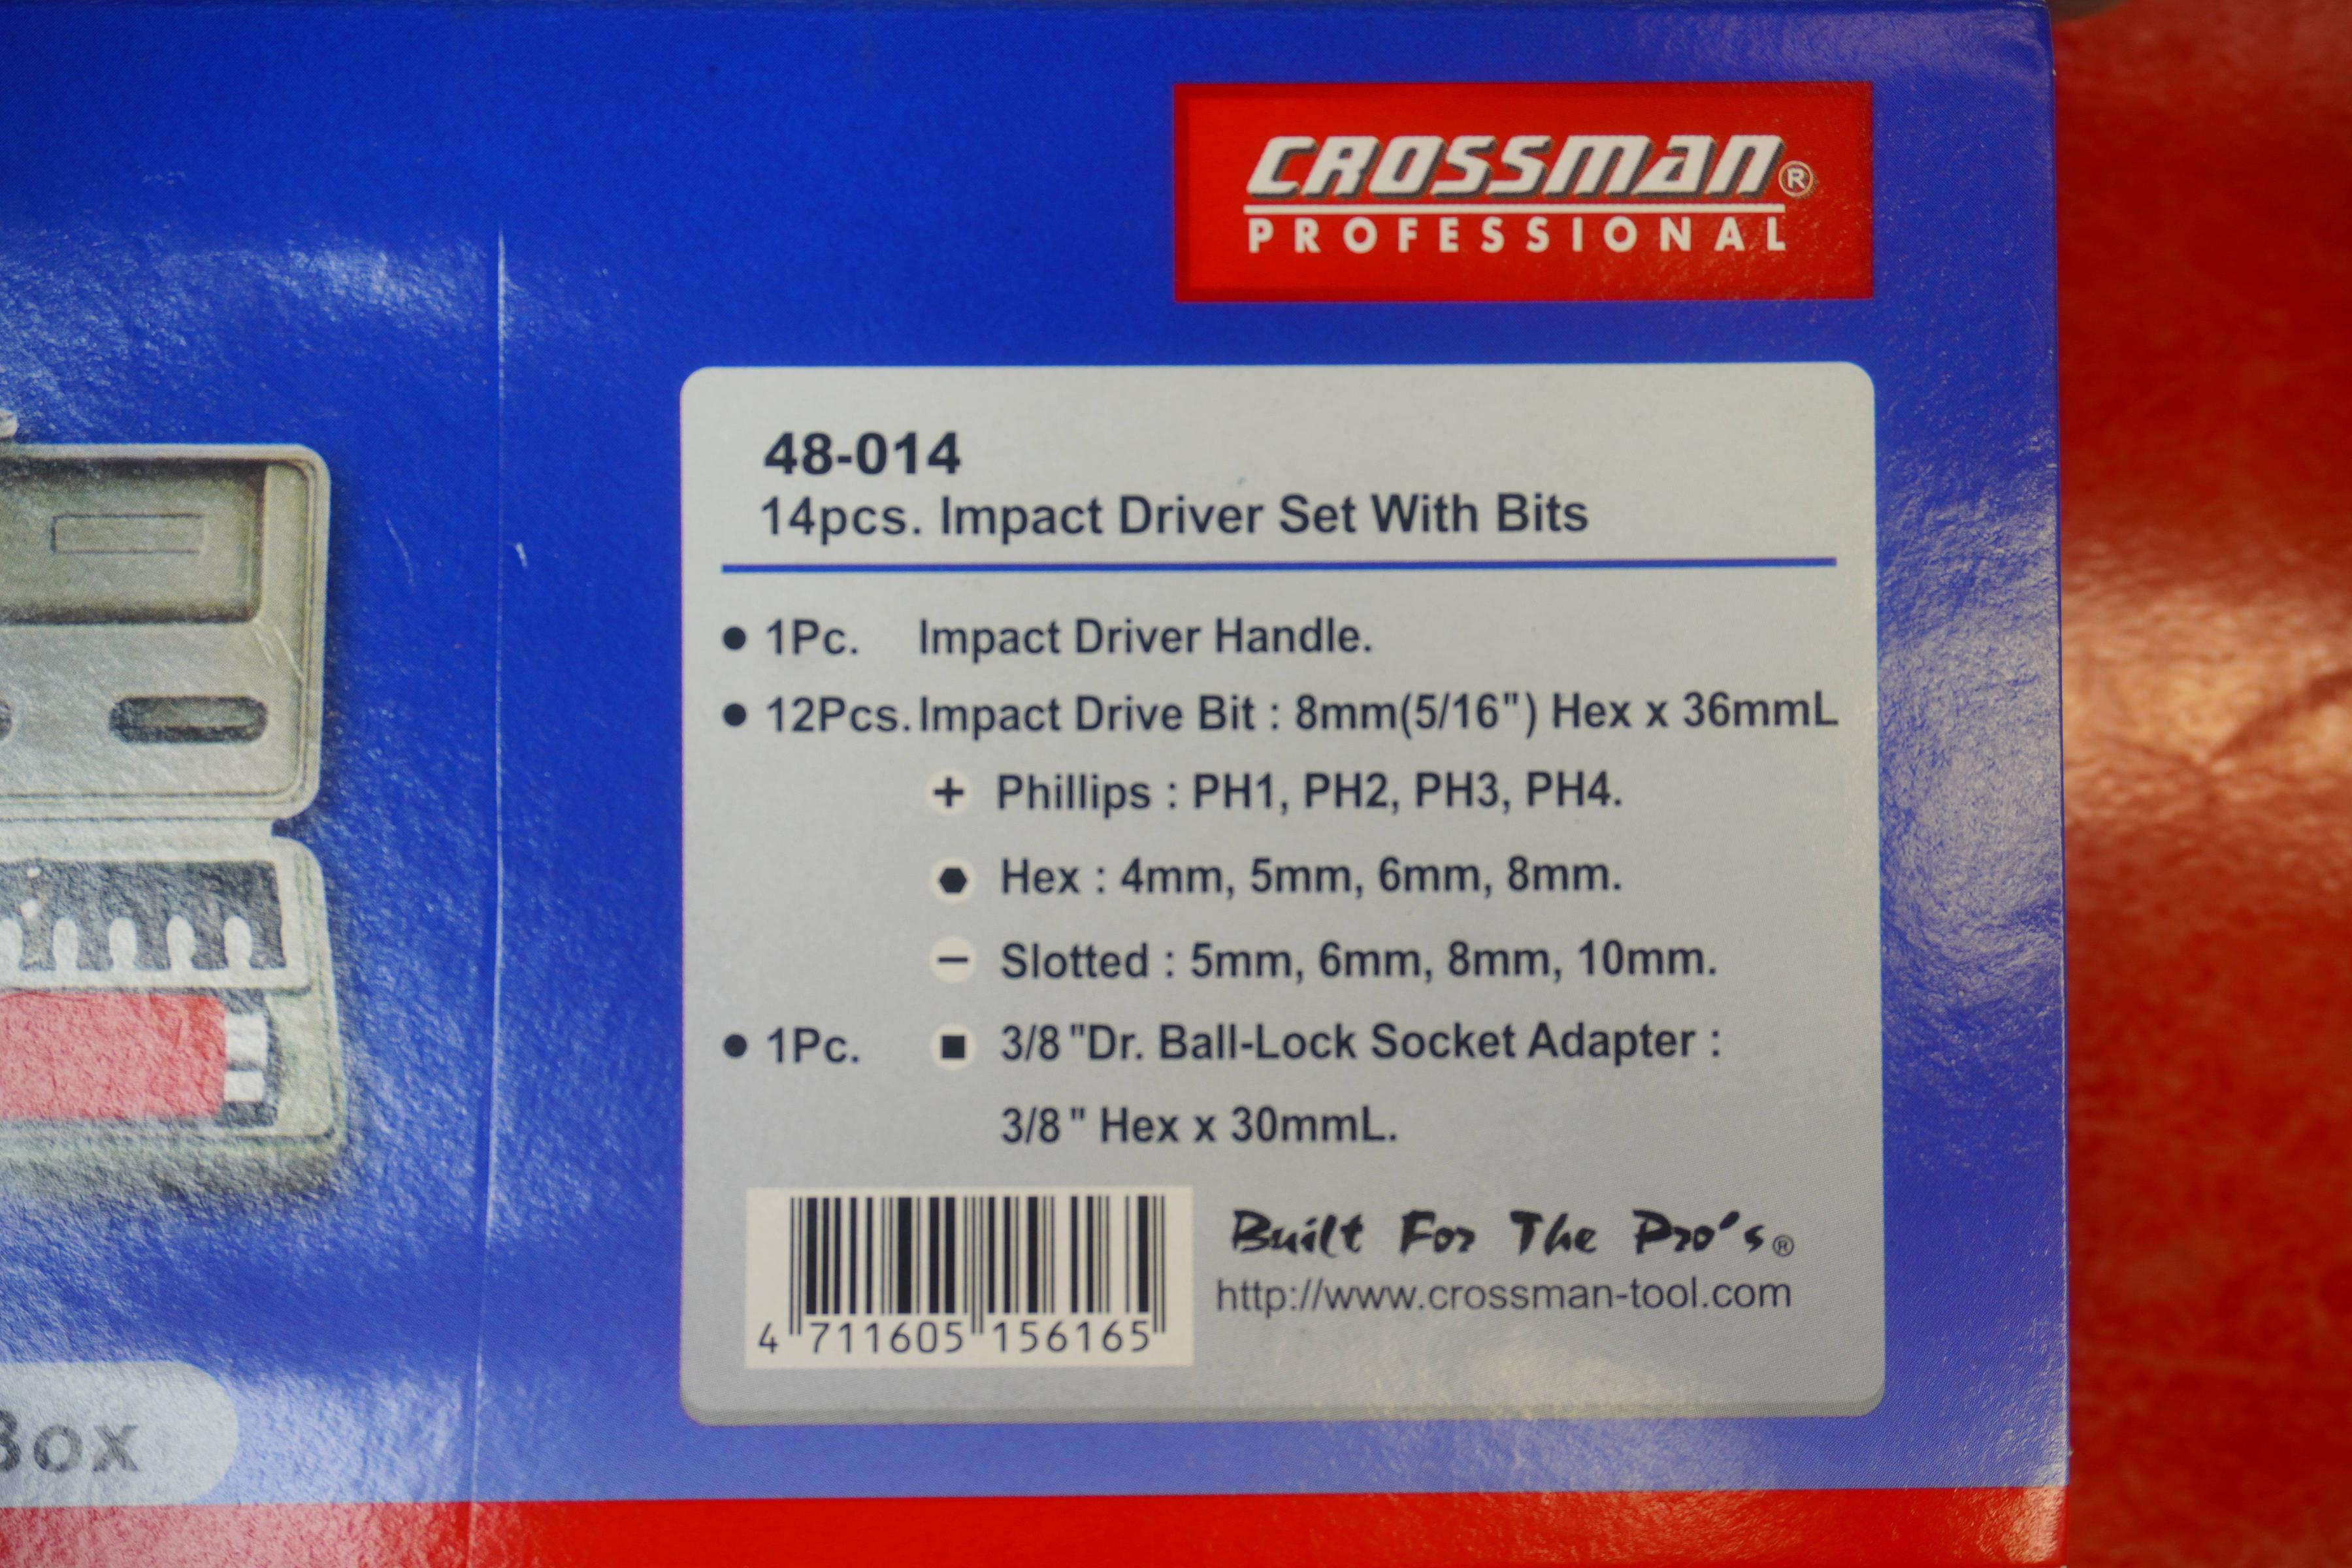 CROSSMAN®
PROFESSIONAL
48-014
14pcs. Impact Driver Set With Bits
● 1Pc. Impact Driver Handle.
● 12Pcs. Impact Drive Bit : 8mm(5/16") Hex x 36mmL
Phillips : PH1, PH2, PH3, PH4.
Hex : 4mm, 5mm, 6mm, 8mm.
Slotted : 5mm, 6mm, 8mm, 10mm.
● 1Pc. 3/8"Dr. Ball-Lock Socket Adapter :
3/8" Hex x 30mmL.
Built For The Pro's®
http://www.crossman-tool.com
4 711605 156165
Box